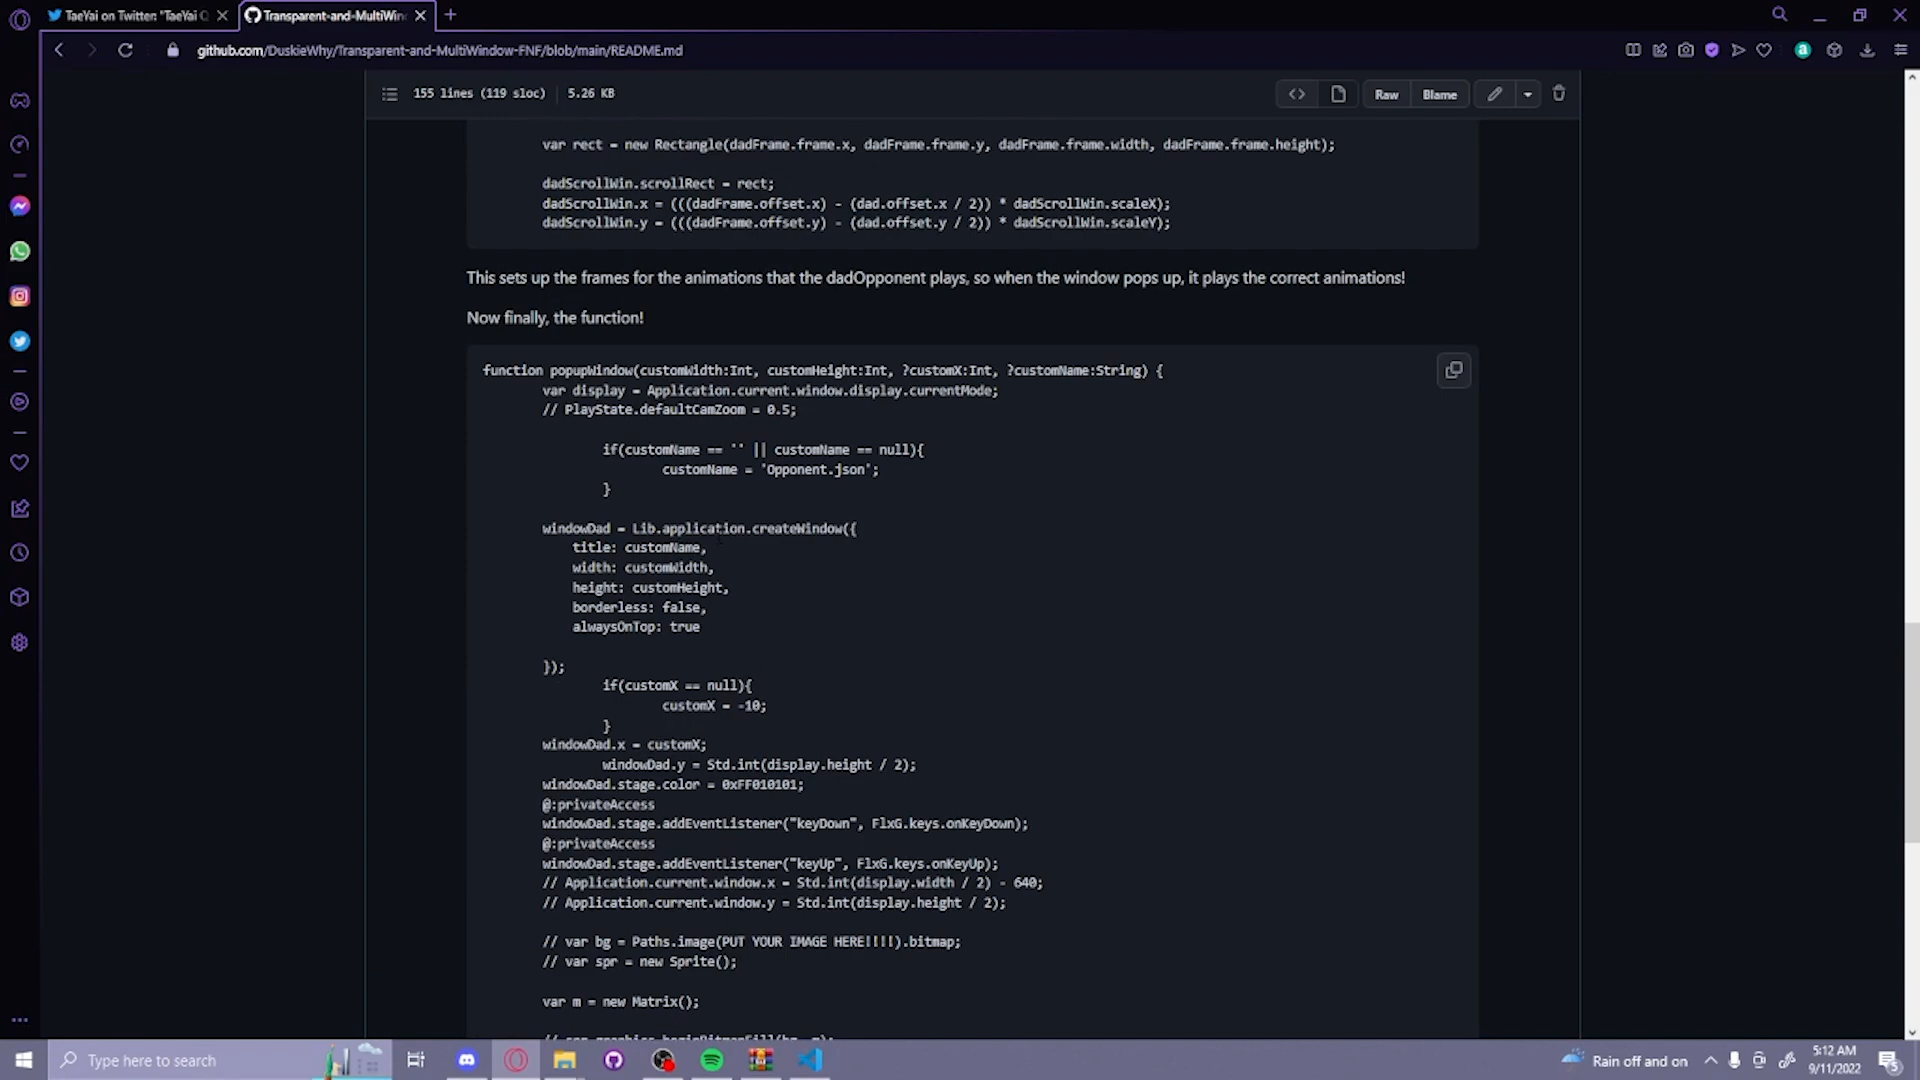 TaeYai on Twitter: "TaeYai Q
Transparent-and-MultiWin
github.com/DuskieWhy/Transparent-and-MultiWindow-FNF/blob/main/README.md
155 lines (119 sloc) 5.26 KB
Raw Blame
var rect = new Rectangle(dadFrame.frame.x, dadFrame.frame.y, dadFrame.frame.width, dadFrame.frame.height);
dadScrollWin.scrollRect = rect;
dadScrollWin.x = (((dadFrame.offset.x) - (dad.offset.x / 2)) * dadScrollWin.scaleX);
dadScrollWin.y = (((dadFrame.offset.y) - (dad.offset.y / 2)) * dadScrollWin.scaleY);
This sets up the frames for the animations that the dadOpponent plays, so when the window pops up, it plays the correct animations!
Now finally, the function!
function popupWindow(customWidth:Int, customHeight:Int, ?customX:Int, ?customName:String) {
var display = Application.current.window.display.currentMode;
// PlayState.defaultCamZoom = 0.5;
if(customName == '' || customName == null){
customName = 'Opponent.json';
}
windowDad = Lib.application.createWindow({
title: customName,
width: customWidth,
height: customHeight,
borderless: false,
alwaysOnTop: true
});
if(customX == null){
customX = -10;
}
windowDad.x = customX;
windowDad.y = Std.int(display.height / 2);
windowDad.stage.color = 0xFF010101;
@:privateAccess
windowDad.stage.addEventListener("keyDown", FlxG.keys.onKeyDown);
@:privateAccess
windowDad.stage.addEventListener("keyUp", FlxG.keys.onKeyUp);
// Application.current.window.x = Std.int(display.width / 2) - 640;
// Application.current.window.y = Std.int(display.height / 2);
// var bg = Paths.image(PUT YOUR IMAGE HERE!!!!).bitmap;
// var spr = new Sprite();
var m = new Matrix();
Type here to search
Rain off and on
5:12 AM
9/11/2022
5